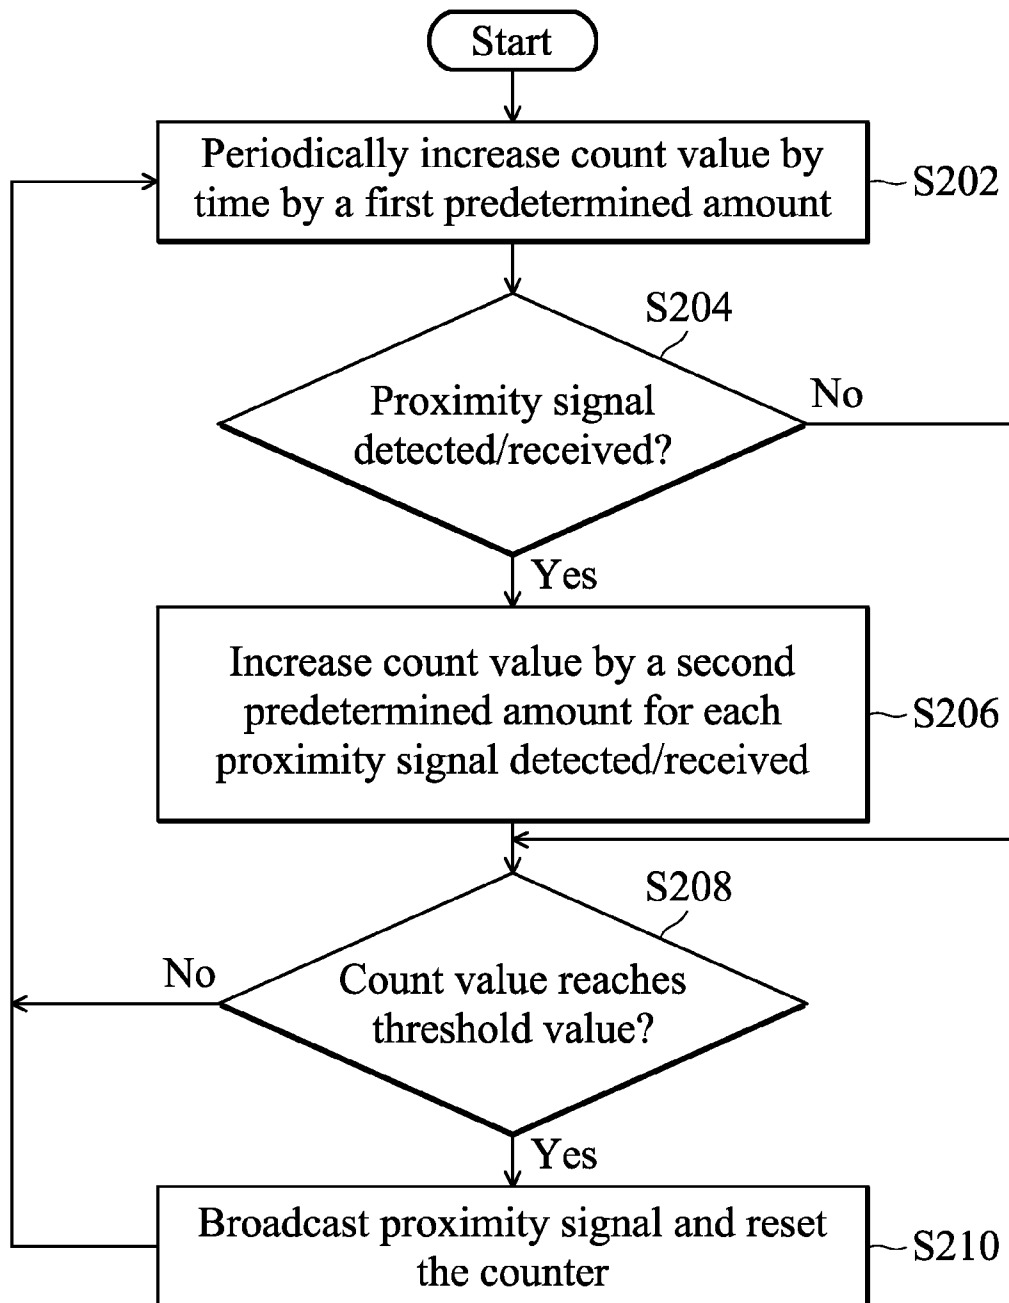 Start
Periodically increase count value by
time by a first predetermined amount
S202
S204
Proximity signal
detected/received?
No
Yes
Increase count value by a second
predetermined amount for each
proximity signal detected/received
S206
S208
Count value reaches
threshold value?
No
Yes
Broadcast proximity signal and reset
the counter
S210